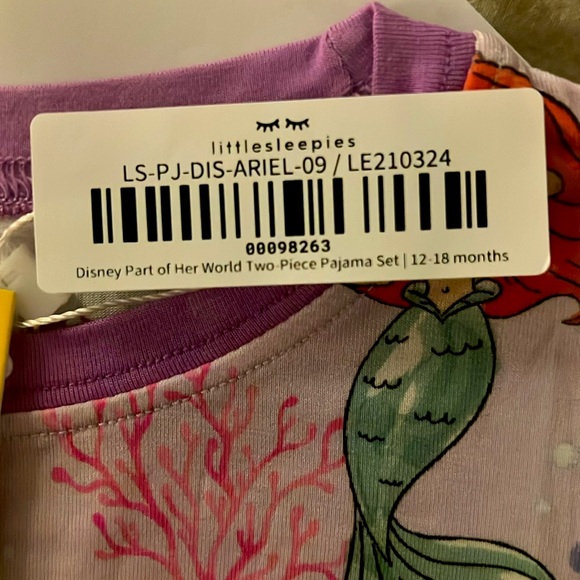 littlesleepies
LS-PJ-DIS-ARIEL-09 / LE210324
00098263
Disney Part of Her World Two-Piece Pajama Set | 12-18 months